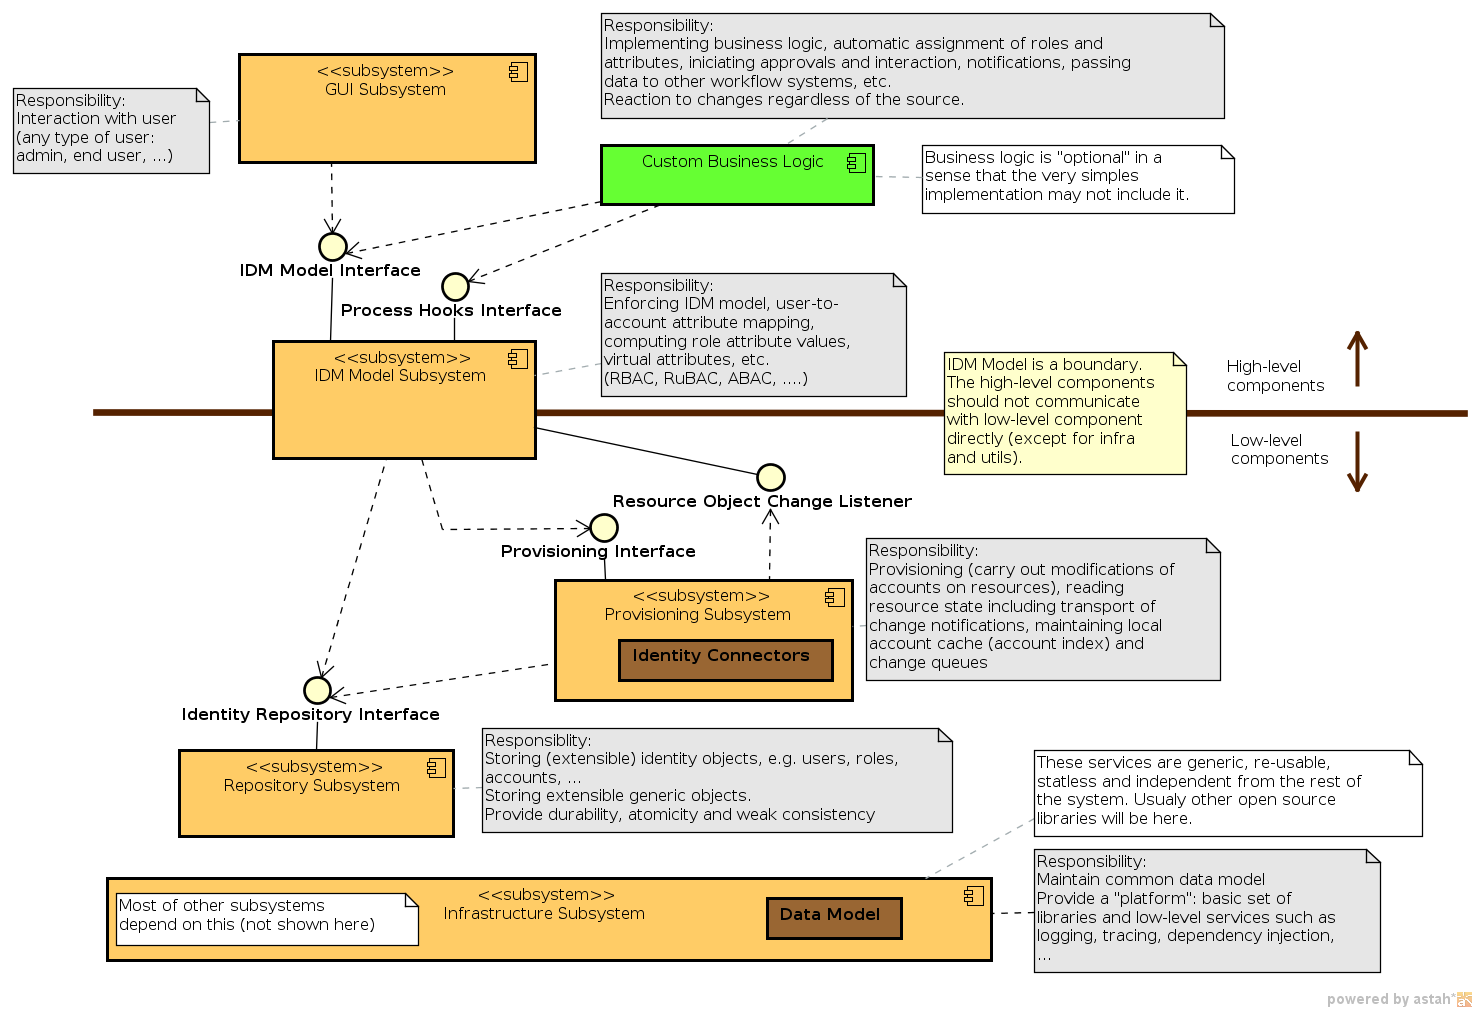 Responsibility:
Implementing business logic, automatic assignment of roles and
attributes, iniciating approvals and interaction, notifications, passing
data to other workflow systems, etc.
Reaction to changes regardless of the source.
<<subsystem>>
GUI Subsystem
Responsibility:
Interaction with user
(any type of user:
admin, end user, ...)
Custom Business Logic
Business logic is "optional" in a
sense that the very simples
implementation may not include it.
IDM Model Interface
Process Hooks Interface
Responsibility:
Enforcing IDM model, user-to-
account attribute mapping,
computing role attribute values,
virtual attributes, etc.
(RBAC, RuBAC, ABAC, ....)
<<subsystem>>
IDM Model Subsystem
IDM Model is a boundary.
The high-level components
should not communicate
with low-level component
directly (except for infra
and utils).
High-level
components
Low-level
components
Resource Object Change Listener
Provisioning Interface
Responsibility:
Provisioning (carry out modifications of
accounts on resources), reading
resource state including transport of
change notifications, maintaining local
account cache (account index) and
change queues
<<subsystem>>
Provisioning Subsystem
Identity Connectors
Identity Repository Interface
Responsiblity:
Storing (extensible) identity objects, e.g. users, roles,
accounts, ...
Storing extensible generic objects.
Provide durability, atomicity and weak consistency
<<subsystem>>
Repository Subsystem
These services are generic, re-usable,
statless and independent from the rest of
the system. Usualy other open source
libraries will be here.
Responsibility:
Maintain common data model
Provide a "platform": basic set of
libraries and low-level services such as
logging, tracing, dependency injection,
...
<<subsystem>>
Infrastructure Subsystem
Most of other subsystems
depend on this (not shown here)
Data Model
powered by astah*